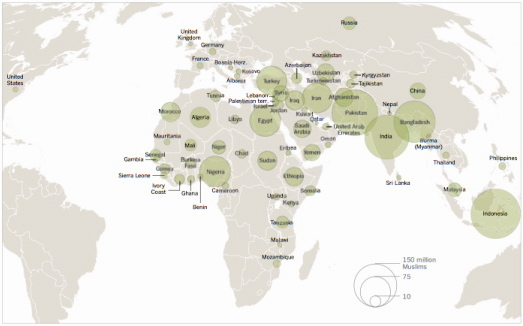 Russia
United
Kingdom
Germany
France
Bosnia-Herz.
Kosovo
Albania
United
States
Kazakhstan
Azerbaijan
Uzbekistan
Turkmenistan
Kyrgyzstan
Tajikistan
Turkey
Syria
Lebanon
Palestinian terr.
Israel
Jordan
Iraq
Iran
Afghanistan
Pakistan
China
Nepal
Bangladesh
India
Burma
(Myanmar)
Thailand
Philippines
Sri Lanka
Malaysia
Indonesia
Kuwait
Qatar
Saudi
Arabia
United Arab
Emirates
Oman
Yemen
Tunisia
Morocco
Algeria
Libya
Egypt
Mauritania
Mali
Niger
Chad
Sudan
Eritrea
Senegal
Gambia
Guinea
Sierra Leone
Burkina
Faso
Nigeria
Ivory
Coast
Ghana
Benin
Cameroon
Ethiopia
Somalia
Uganda
Kenya
Tanzania
Malawi
Mozambique
150 million
Muslims
75
10